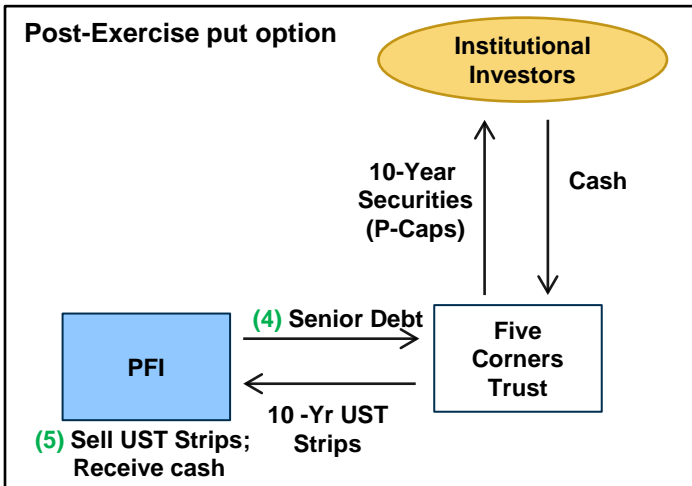 Post-Exercise put option
Institutional
Investors
10-Year
Securities
(P-Caps)
Cash
(4) Senior Debt
PFI
Five
Corners
Trust
10 -Yr UST
Strips
(5) Sell UST Strips;
Receive cash